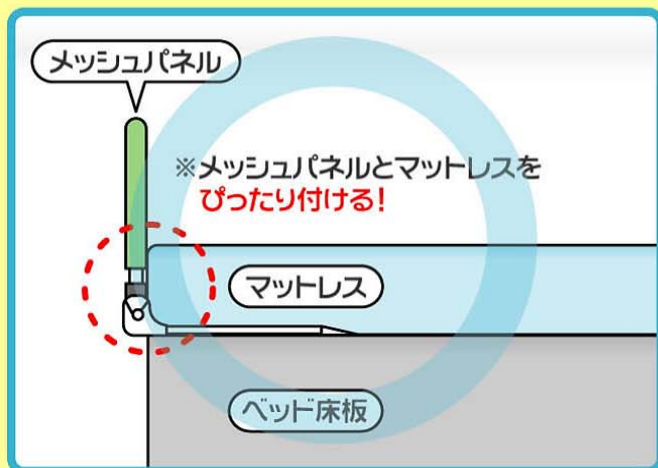 メッシュパネル
※メッシュパネルとマットレスを
ぴったり付ける!
マットレス
ベッド床板